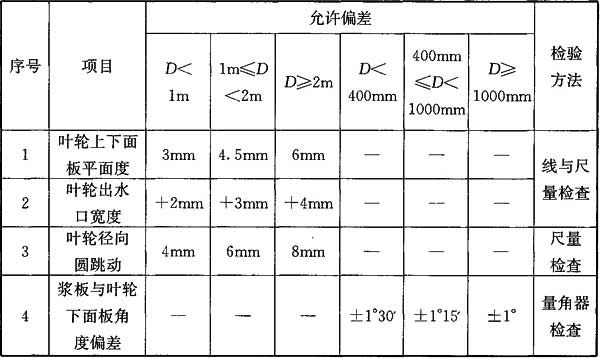 允许偏差
序号 项目 D< 1m 1m≤D <2m D≥2m D< 400mm 400mm ≤D< 1000mm D≥ 1000mm 检验 方法
1 叶轮上下面 板平面度 3mm 4.5mm 6mm — — — 线与尺 量检查
2 叶轮出水 口宽度 +2mm +3mm +4mm — — —
3 叶轮径向 圆跳动 4mm 6mm 8mm — — — 尺量 检查
4 浆板与叶轮 下面板角 度偏差 — — — ±1°30′ ±1°15′ ±1° 量角器 检查